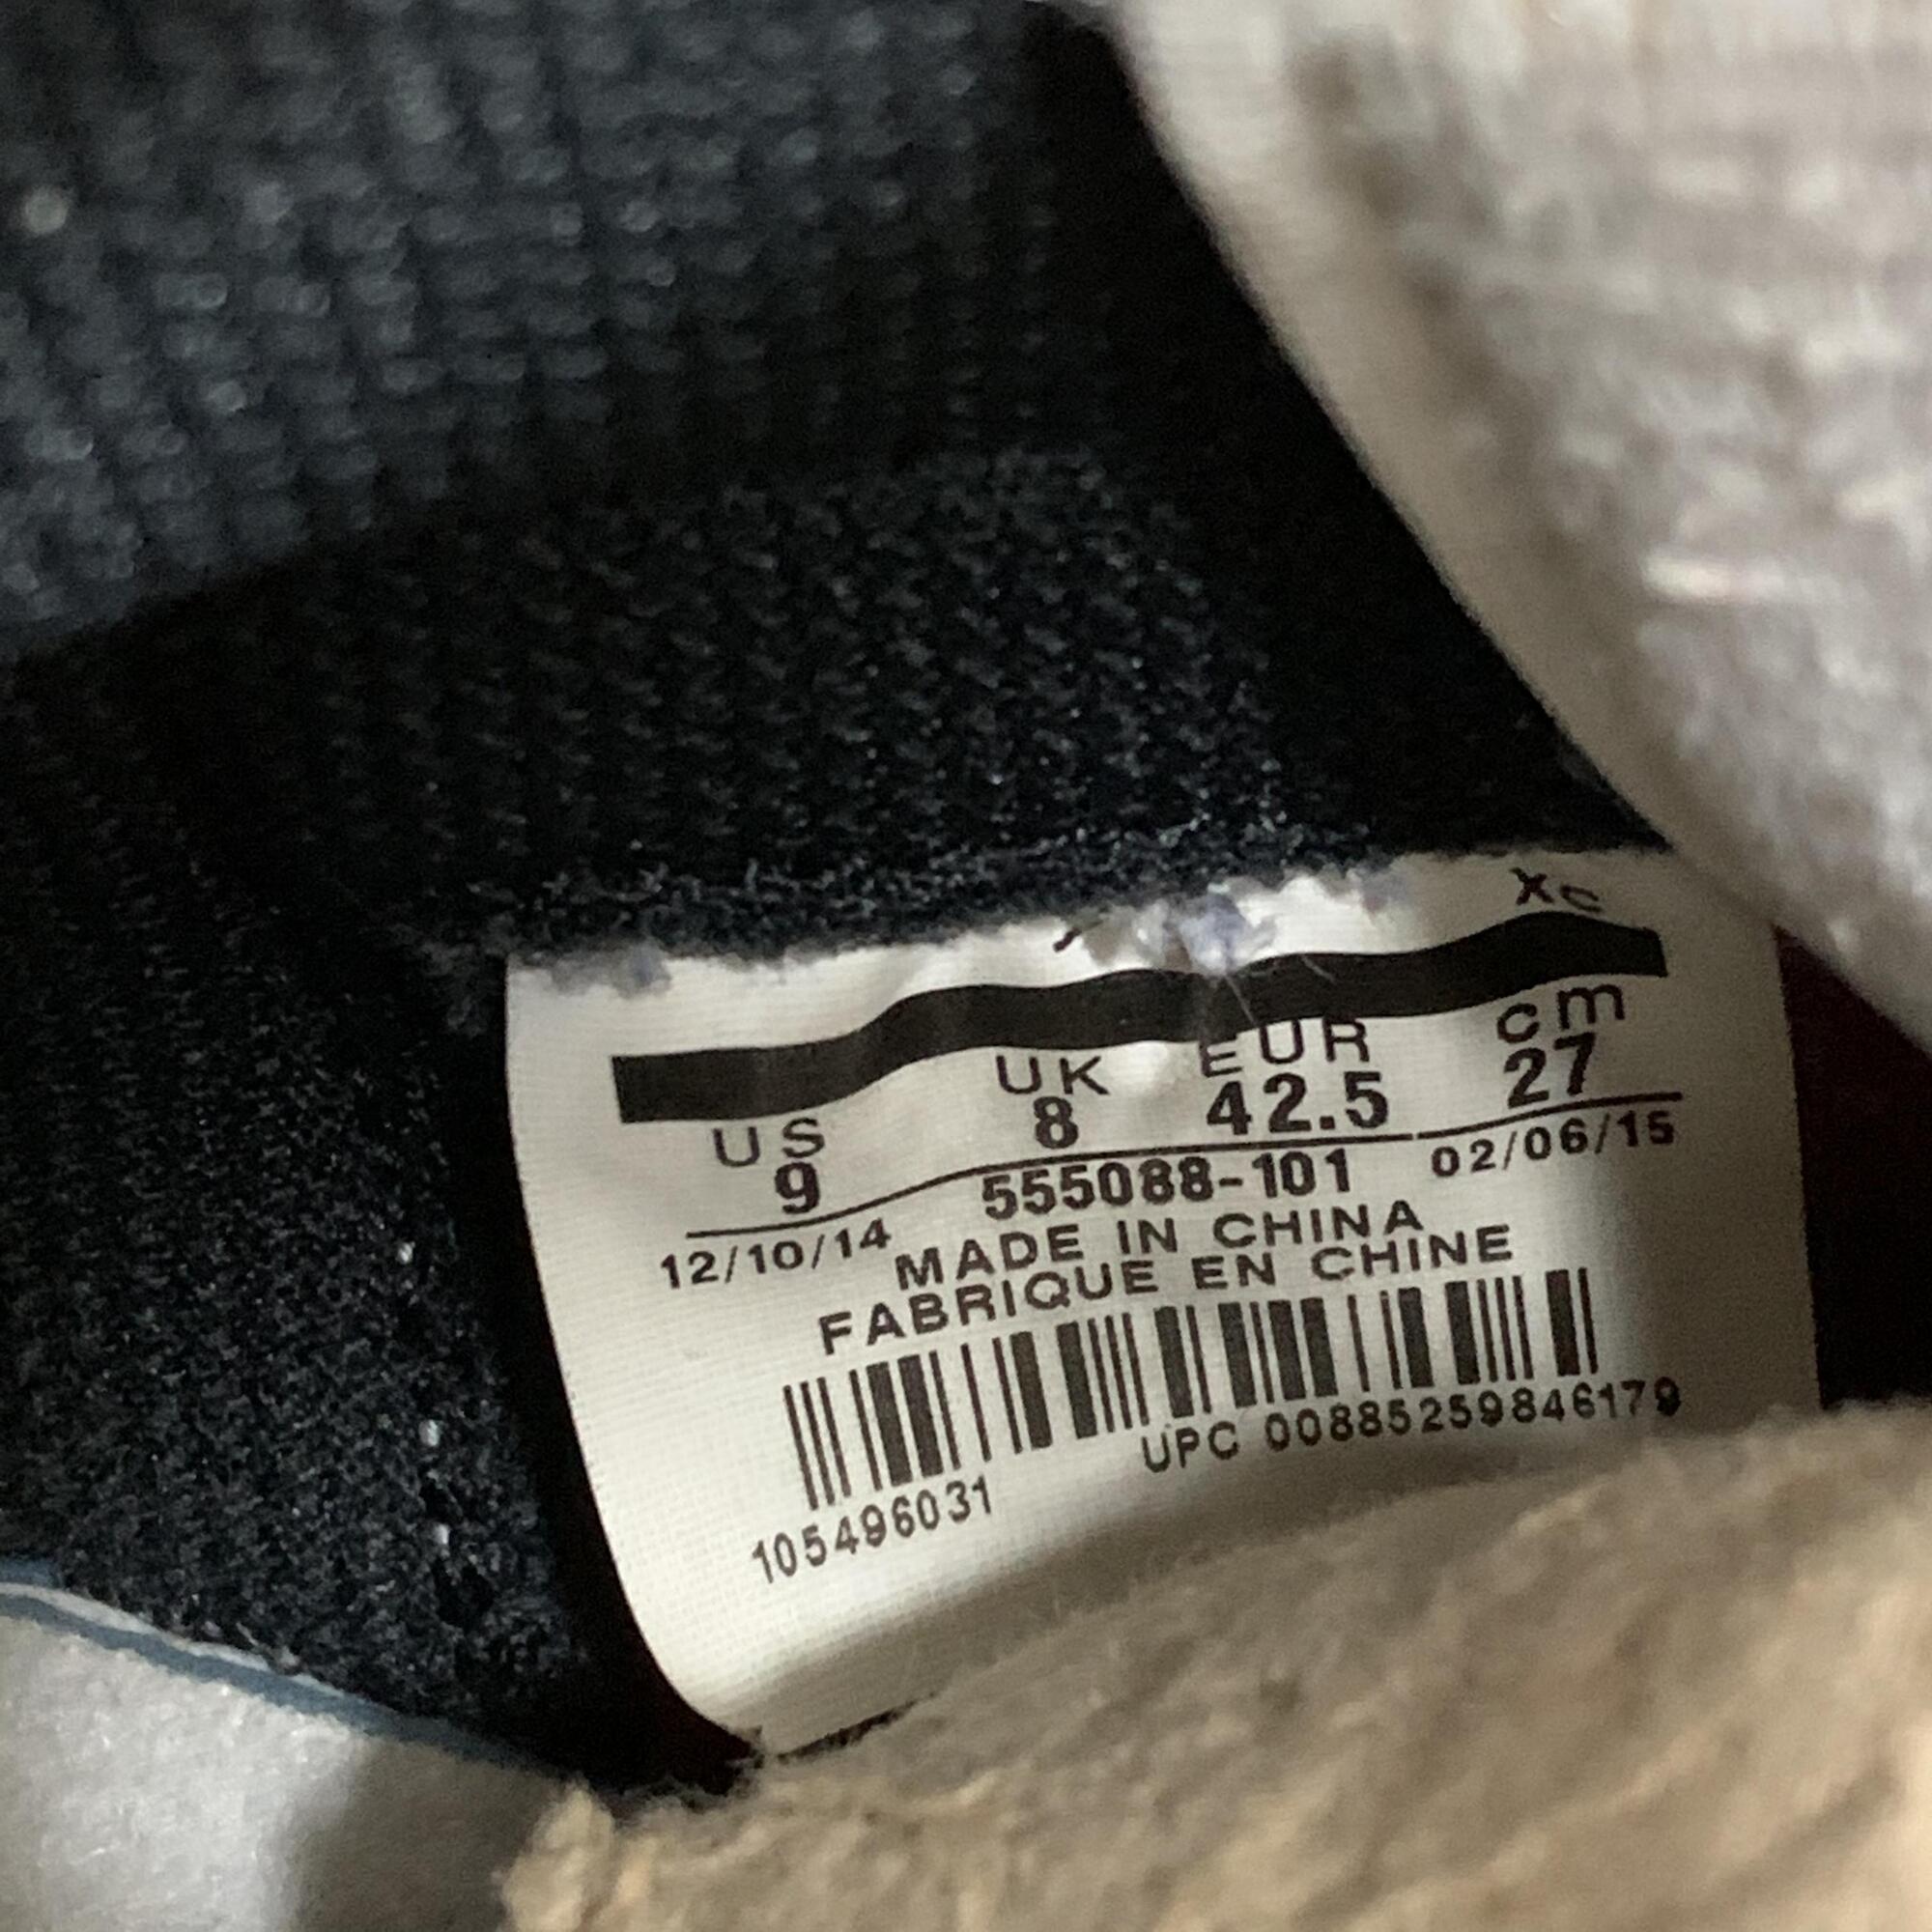 XC
US UK EUR cm
9 8 42.5 27
12/10/14 555088-101 02/06/15
MADE IN CHINA
FABRIQUE EN CHINE
UPC 00885259846179
105496031